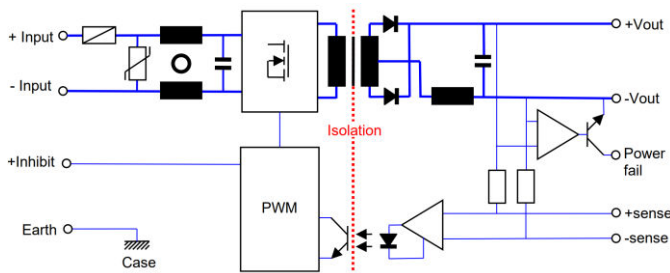 + Input
- Input
+Inhibit
Earth
Case
PWM
Isolation
+Vout
-Vout
Power
fail
+sense
-sense